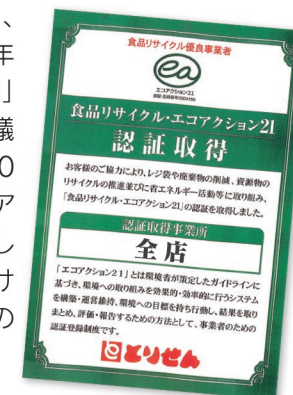 、
年
」
議
0
ア
し
け
の
食品リサイクル優良事業者
ea
エコアクション21
食品リサイクル・エコアクション21
認証取得
お客様のご協力により、レジ袋や廃棄物の削減、資源物の
リサイクルの推進並びに省エネルギー活動等に取り組み、
「食品リサイクル・エコアクション21」の認証を取得しました。
認証取得事業所
全店
「エコアクション21」とは環境省が策定したガイドラインに
基づき、環境への取り組みを効果的・効率的に行うシステム
を構築・運営維持、環境への目標を持ち行動し、結果を取り
まとめ、評価・報告するための方法として、事業者のための
認証登録制度です。
とりせん